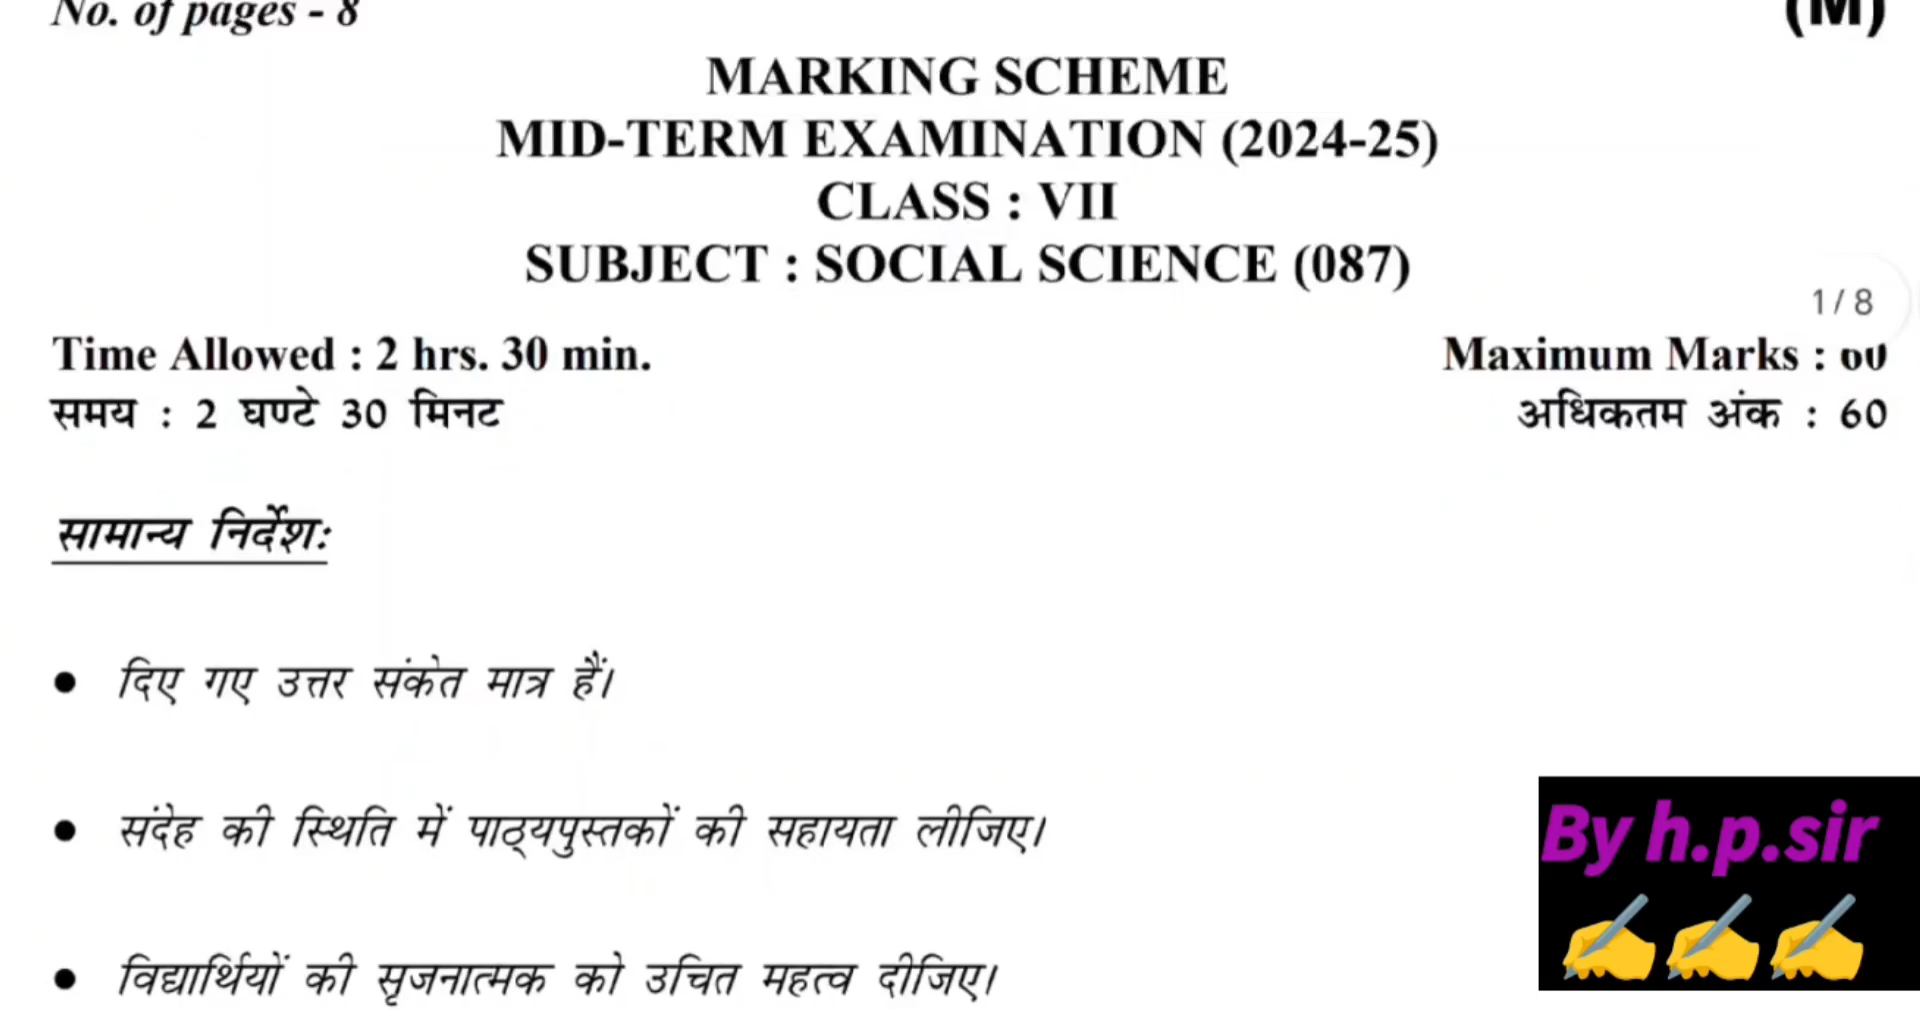 No. of pages - 8
(M)
MARKING SCHEME
MID-TERM EXAMINATION (2024-25)
CLASS : VII
SUBJECT : SOCIAL SCIENCE (087)
1 / 8
Time Allowed : 2 hrs. 30 min.
Maximum Marks : 60
समय : 2 घण्टे 30 मिनट
अधिकतम अंक : 60
सामान्य निर्देश:
• दिए गए उत्तर संकेत मात्र हैं।
• संदेह की स्थिति में पाठ्यपुस्तकों की सहायता लीजिए।
By h.p.sir
• विद्यार्थियों की सृजनात्मक को उचित महत्व दीजिए।